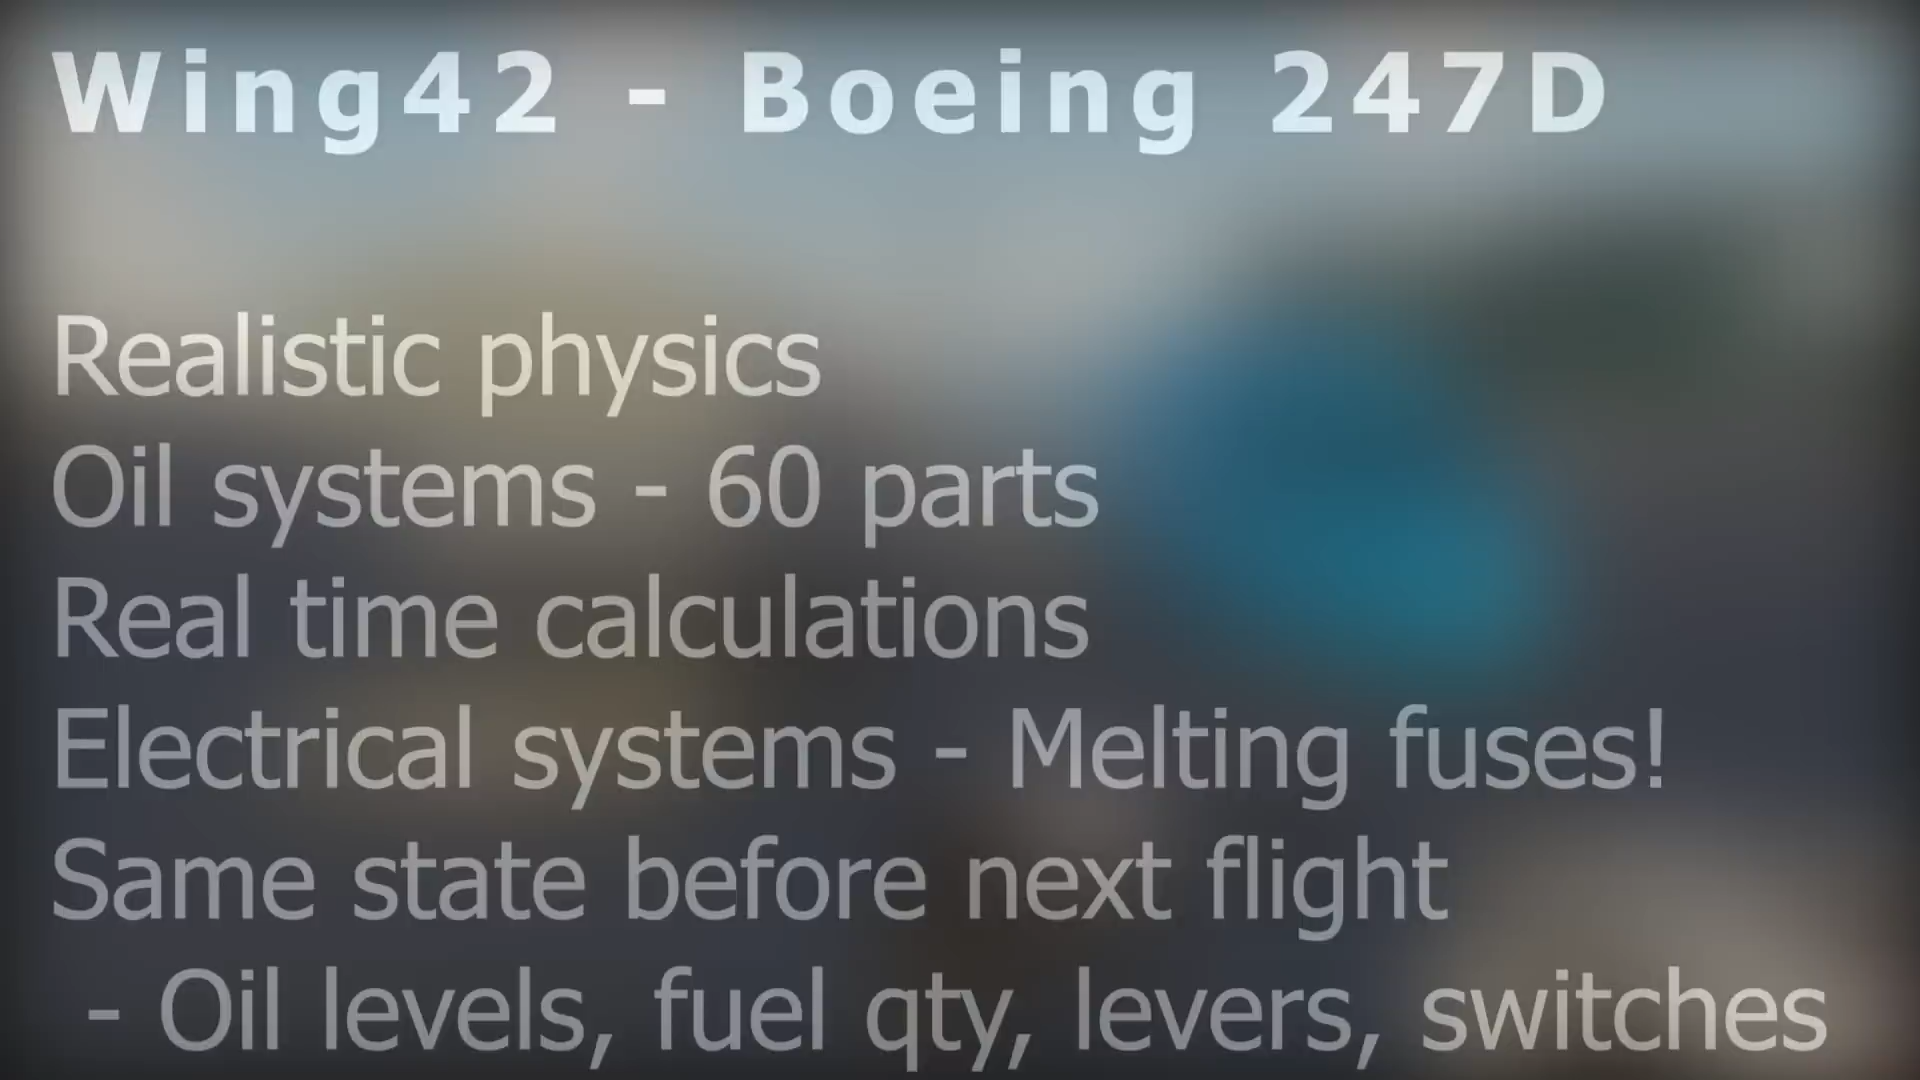 Wing42 - Boeing 247D
Realistic physics
Oil systems - 60 parts
Real time calculations
Electrical systems - Melting fuses!
Same state before next flight
- Oil levels, fuel qty, levers, switches